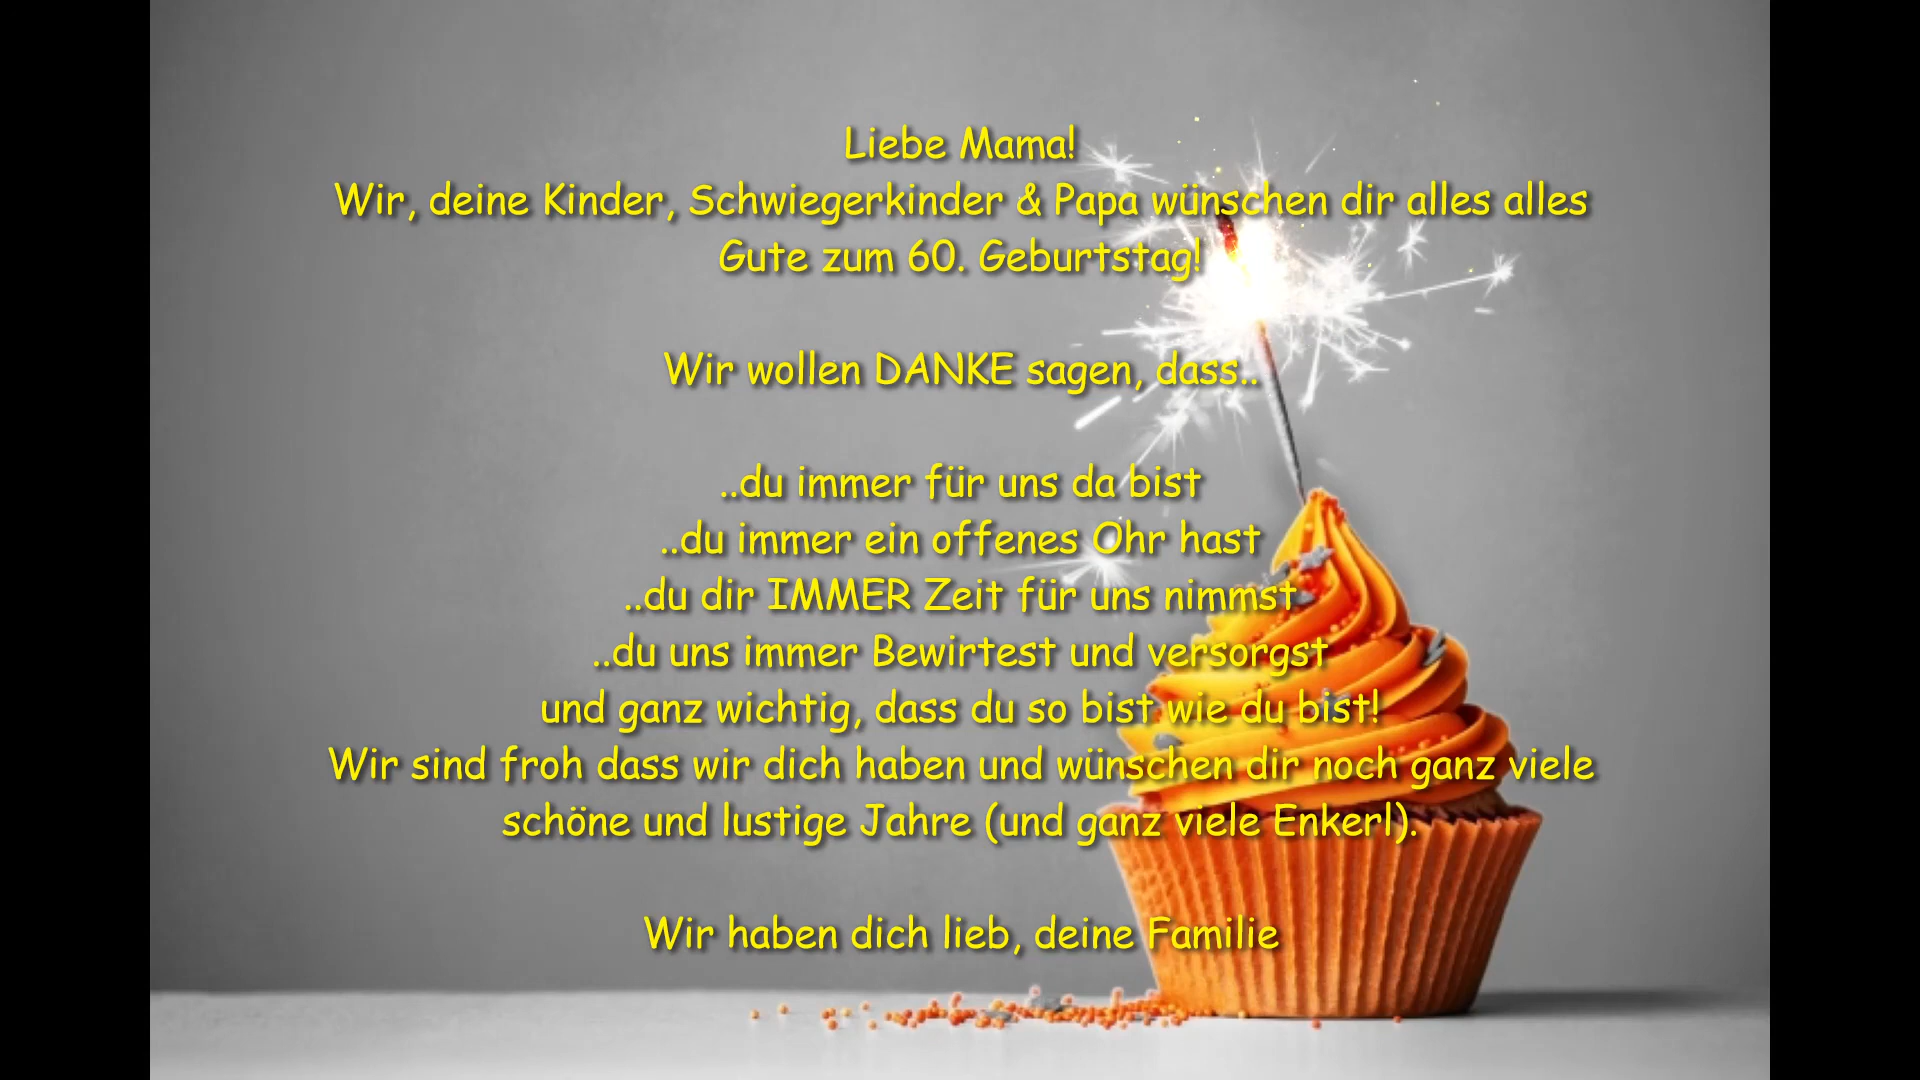 Liebe Mama!
Wir, deine Kinder, Schwiegerkinder & Papa wünschen dir alles alles
Gute zum 60. Geburtstag!
Wir wollen DANKE sagen, dass..
..du immer für uns da bist
..du immer ein offenes Ohr hast
..du dir IMMER Zeit für uns nimmst
..du uns immer Bewirtest und versorgst
und ganz wichtig, dass du so bist wie du bist!
Wir sind froh dass wir dich haben und wünschen dir noch ganz viele
schöne und lustige Jahre (und ganz viele Enkerl).
Wir haben dich lieb, deine Familie